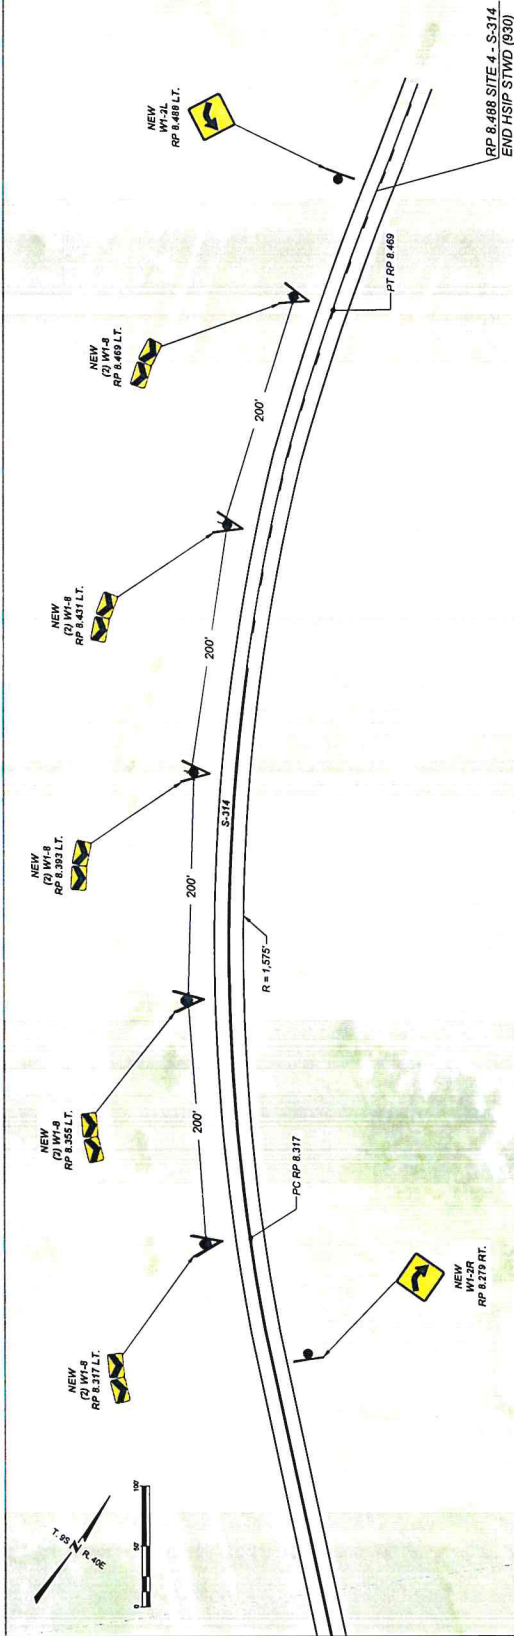 T. 9S
N
R. 40E
0
50'
100'
NEW
(2) W1-8
RP 8.317 LT.
NEW
(2) W1-8
RP 8.355 LT.
NEW
(2) W1-8
RP 8.393 LT.
NEW
(2) W1-8
RP 8.431 LT.
NEW
(2) W1-8
RP 8.469 LT.
NEW
W1-2L
RP 8.488 LT.
200'
200'
200'
200'
S-314
R = 1,575'
PC RP 8.317
PT RP 8.469
NEW
W1-2R
RP 8.279 RT.
RP 8.488 SITE 4 - S-314
END HSIP STWD (930)